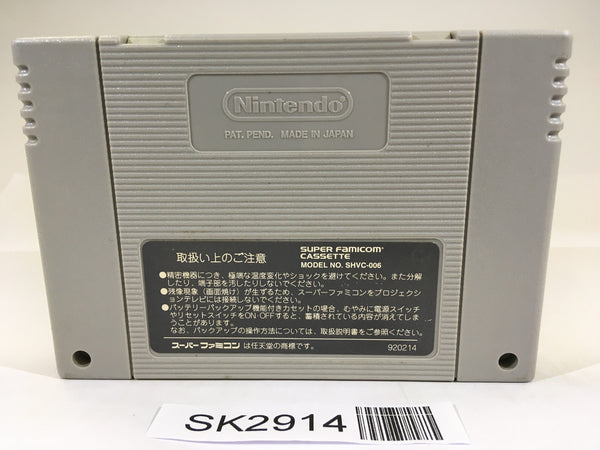 Nintendo
PAT. PEND. MADE IN JAPAN
取扱い上のご注意
SUPER FAMICOM
CASSETTE
MODEL NO. SHVC-006
●精密機器につき、極端な温度変化やショックを避けてください。また分解
したり、端子部を汚したりしないでください。
●残像現象（画面焼け）が生ずるため、スーパーファミコンをプロジェクシ
ョンテレビには接続しないでください。
●バッテリーバックアップ機能付きカセットの場合、むやみに電源スイッチ
やリセットスイッチをON・OFFすると、蓄積されている内容が消えてしま
うことがあります。
なお、バックアップの操作方法については、取扱説明書をご参照ください。
スーパーファミコン は任天堂の商標です。
920214
SK2914